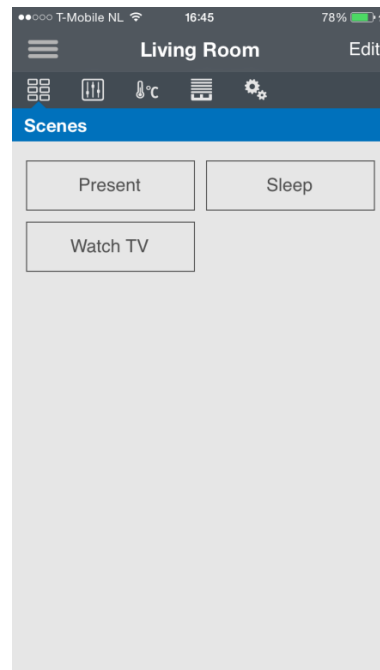 T-Mobile NL 16:45 78%
Living Room Edit
°C
Scenes
Present Sleep
Watch TV